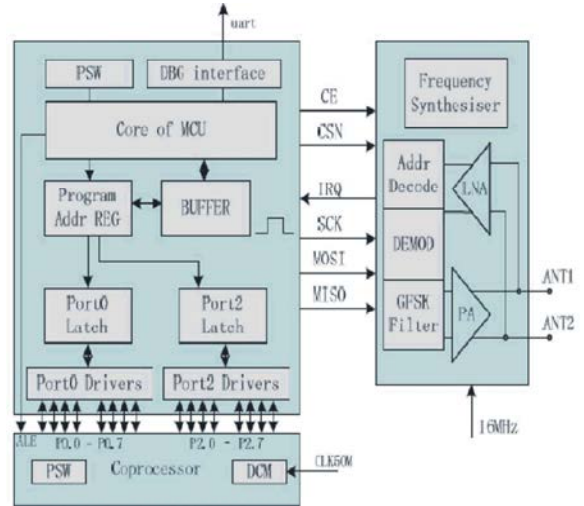 uart
PSW
DBG interface
Core of MCU
Program
Addr REG
BUFFER
Port0
Latch
Port2
Latch
Port0 Drivers
Port2 Drivers
ALE
P0.0 - P0.7
P2.0 - P2.7
PSW
Coprocessor
DCM
CLK50M
CE
CSN
IRQ
SCK
MOSI
MISO
Frequency
Synthesiser
Addr
Decode
LNA
DEMOD
GFSK
Filter
PA
ANT1
ANT2
16MHz